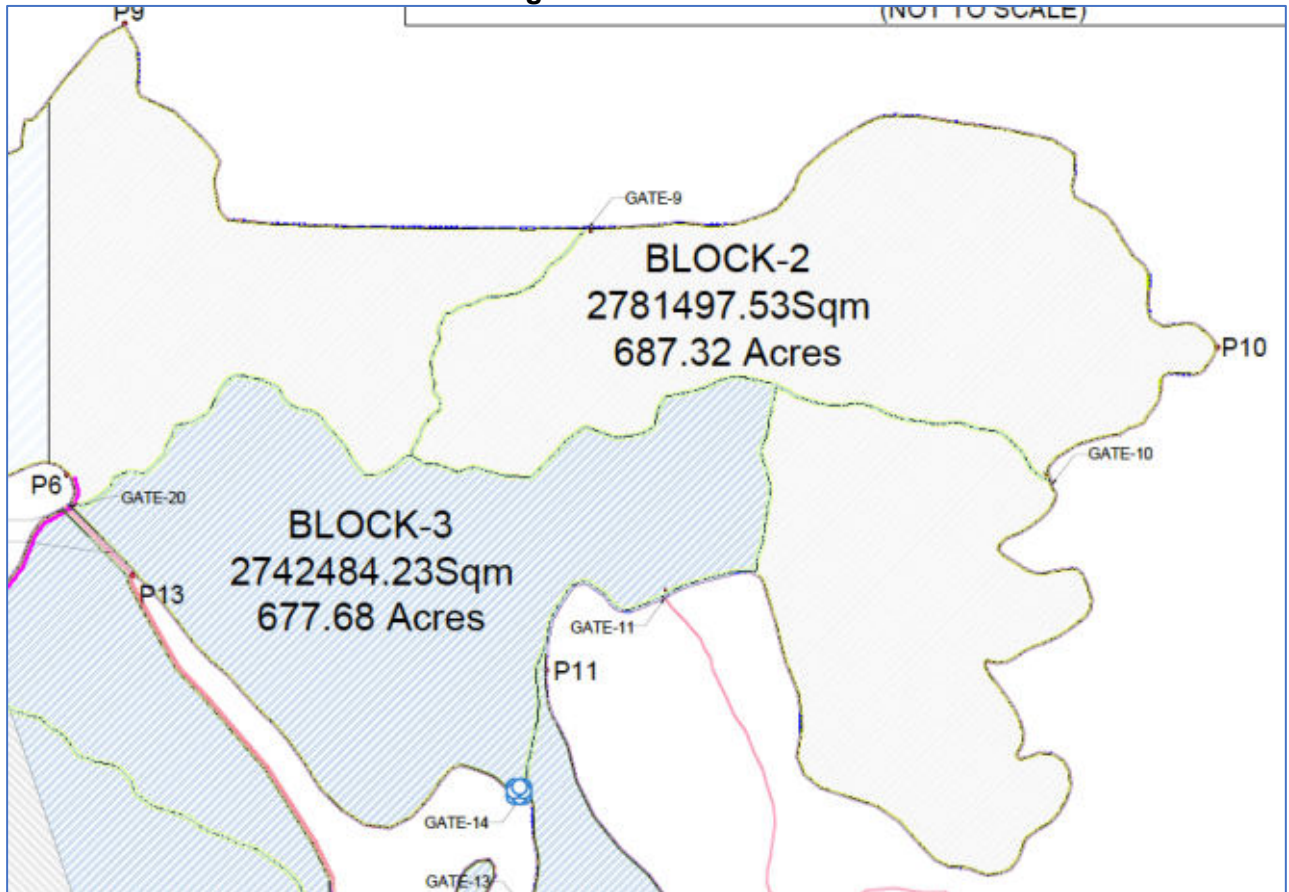 (NOT TO SCALE)
P9
GATE-9
BLOCK-2
2781497.53Sqm
687.32 Acres
P10
GATE-10
P6
GATE-20
BLOCK-3
2742484.23Sqm
677.68 Acres
P13
GATE-11
P11
GATE-14
GATE-13